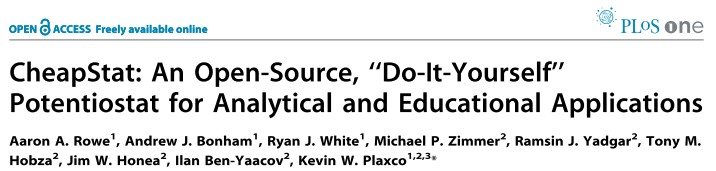 OPEN ACCESS Freely available online
PLoS one
CheapStat: An Open-Source, ‘‘Do-It-Yourself’’
Potentiostat for Analytical and Educational Applications
Aaron A. Rowe1, Andrew J. Bonham1, Ryan J. White1, Michael P. Zimmer2, Ramsin J. Yadgar2, Tony M.
Hobza2, Jim W. Honea2, Ilan Ben-Yaacov2, Kevin W. Plaxco1,2,3*